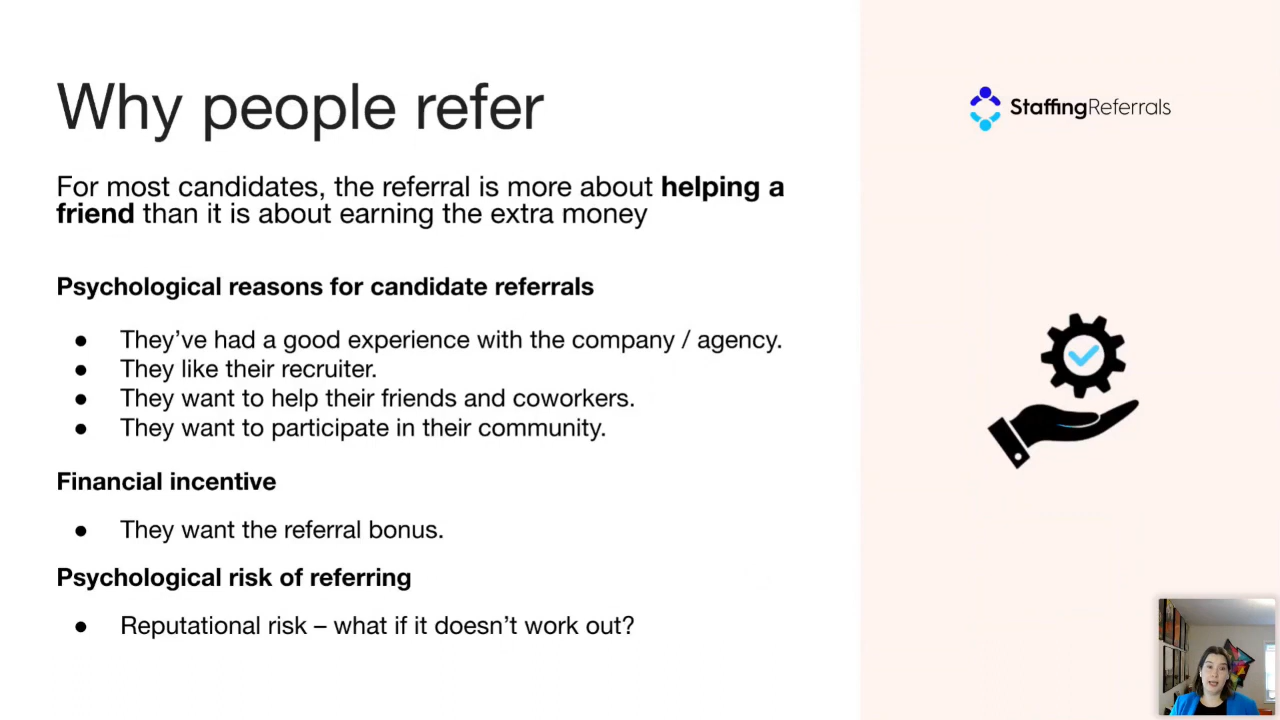 Why people refer
StaffingReferrals
For most candidates, the referral is more about helping a
friend than it is about earning the extra money
Psychological reasons for candidate referrals
● They’ve had a good experience with the company / agency.
● They like their recruiter.
● They want to help their friends and coworkers.
● They want to participate in their community.
Financial incentive
● They want the referral bonus.
Psychological risk of referring
● Reputational risk – what if it doesn’t work out?